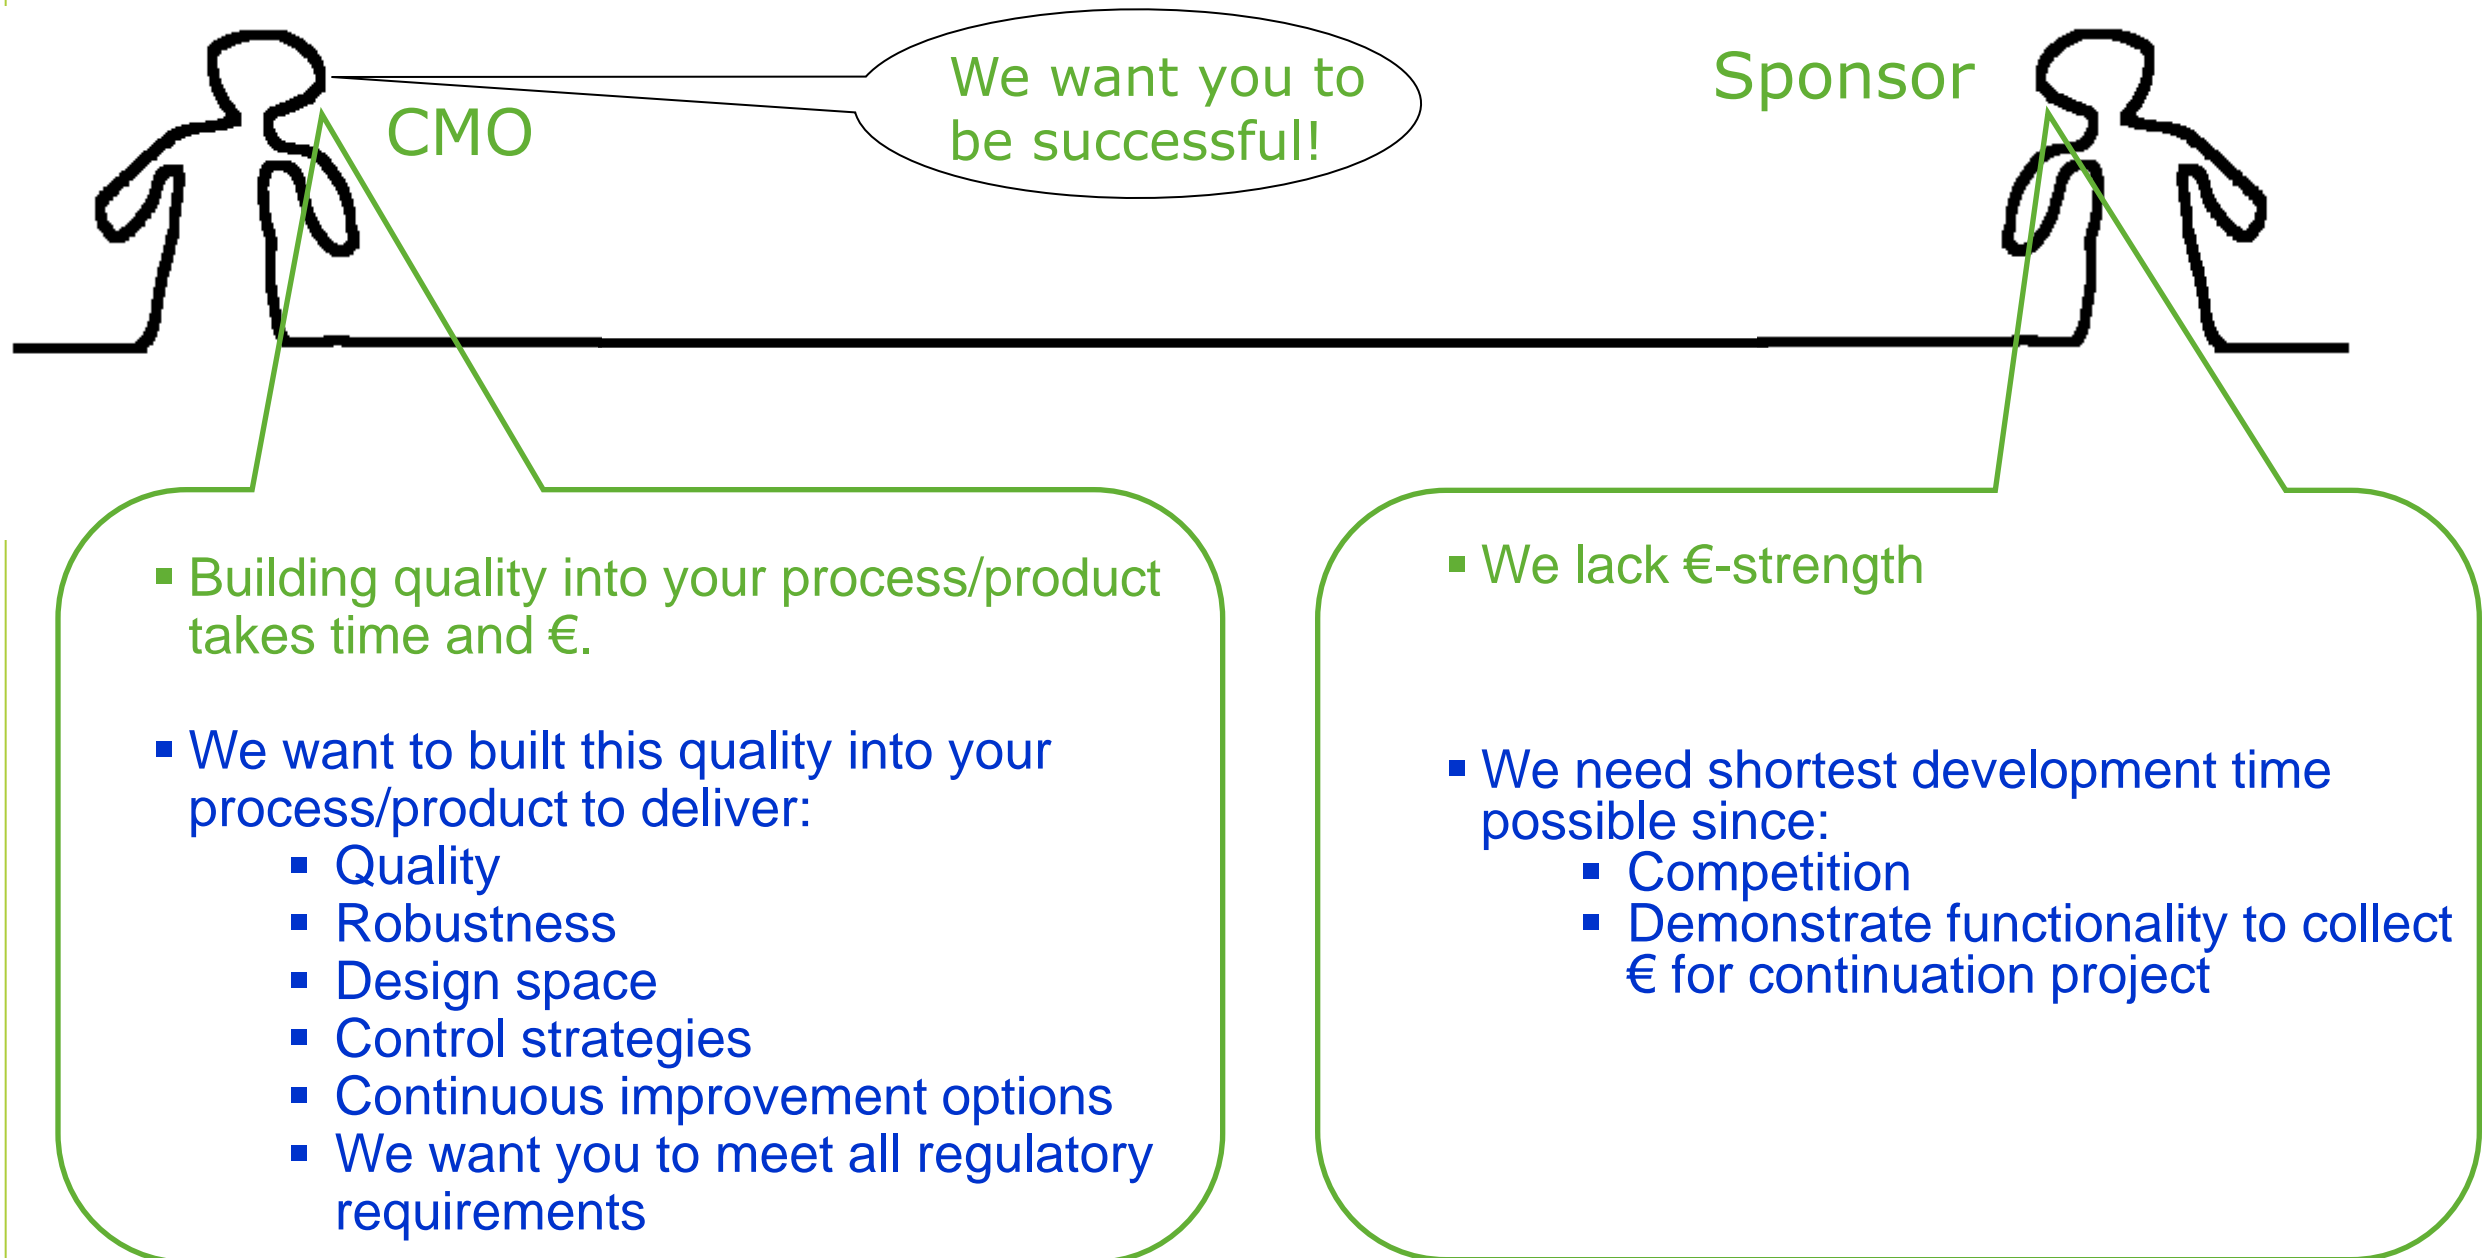 We want you to
be successful!
CMO
Sponsor
▪ Building quality into your process/product
takes time and €.
▪ We want to built this quality into your
process/product to deliver:
▪ Quality
▪ Robustness
▪ Design space
▪ Control strategies
▪ Continuous improvement options
▪ We want you to meet all regulatory
requirements
▪ We lack €-strength
▪ We need shortest development time
possible since:
▪ Competition
▪ Demonstrate functionality to collect
€ for continuation project